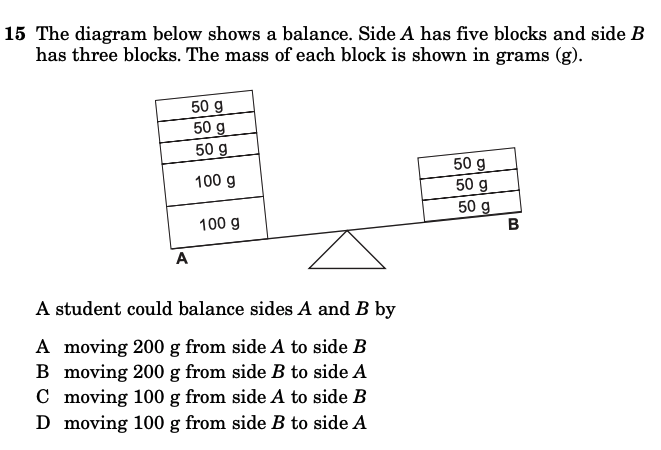 15 The diagram below shows a balance. Side A has five blocks and side B
has three blocks. The mass of each block is shown in grams (g).
50 g
50 g
50 g
100 g
100 g
A
50 g
50 g
50 g
B
A student could balance sides A and B by
A moving 200 g from side A to side B
B moving 200 g from side B to side A
C moving 100 g from side A to side B
D moving 100 g from side B to side A